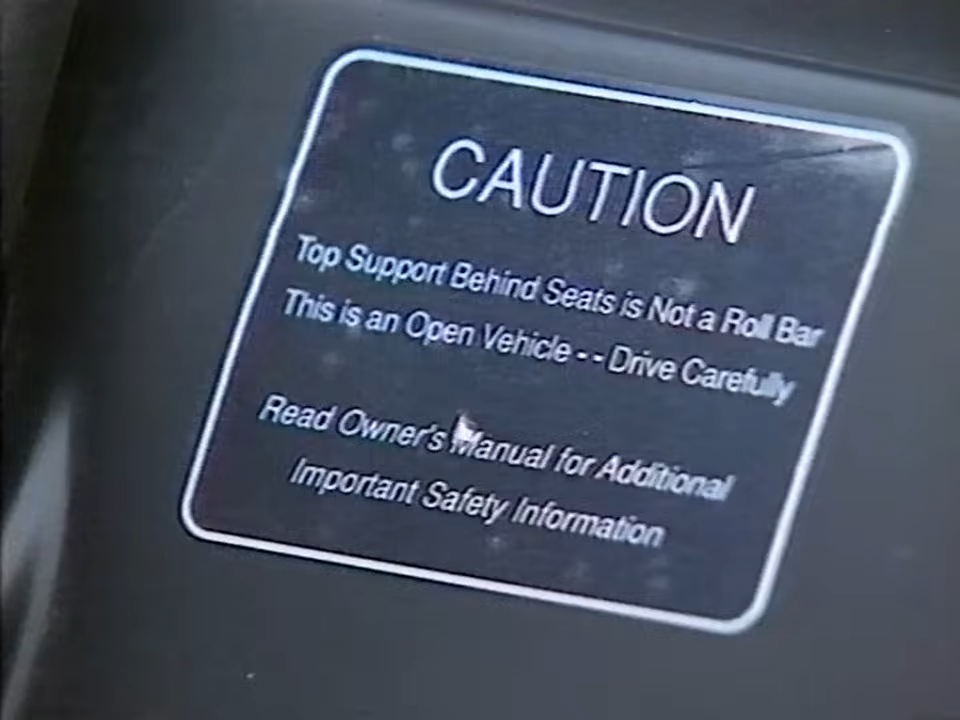 CAUTION
Top Support Behind Seats is Not a Roll Bar
This is an Open Vehicle -- Drive Carefully
Read Owner's Manual for Additional
Important Safety Information